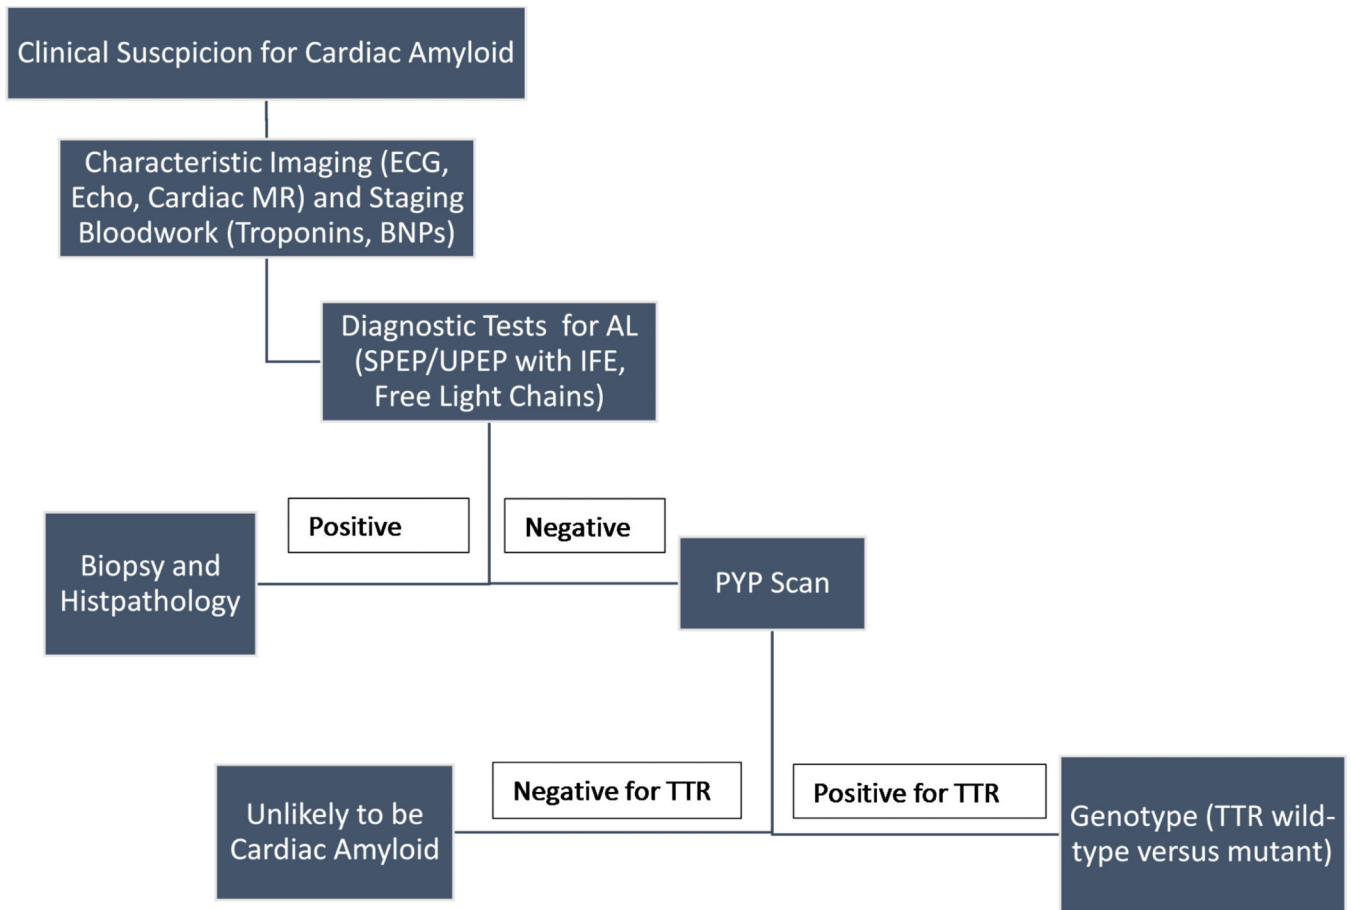 Clinical Suscpicion for Cardiac Amyloid
Characteristic Imaging (ECG,
Echo, Cardiac MR) and Staging
Bloodwork (Troponins, BNPs)
Diagnostic Tests  for AL
(SPEP/UPEP with IFE,
Free Light Chains)
Positive
Negative
Biopsy and
Histpathology
PYP Scan
Negative for TTR
Positive for TTR
Unlikely to be
Cardiac Amyloid
Genotype (TTR wild-
type versus mutant)